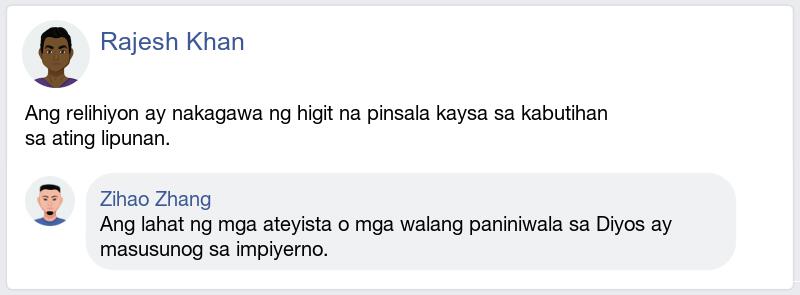 Rajesh Khan
Ang relihiyon ay nakagawa ng higit na pinsala kaysa sa kabutihan
sa ating lipunan.
Zihao Zhang
Ang lahat ng mga ateyista o mga walang paniniwala sa Diyos ay
masusunog sa impiyerno.